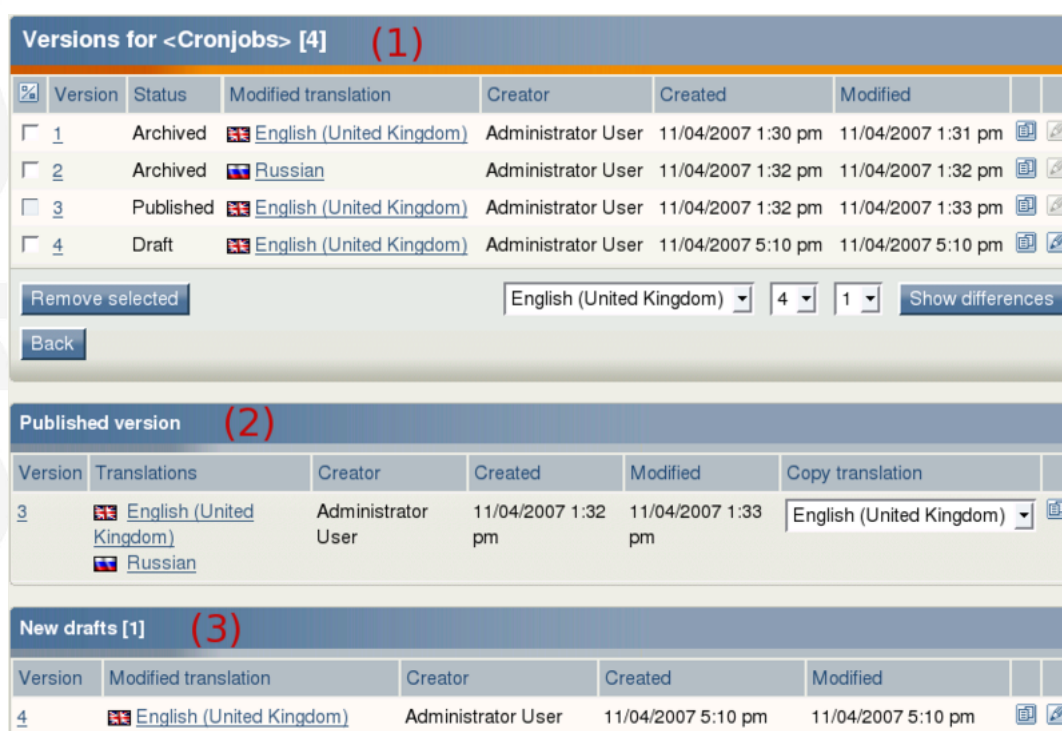 Versions for <Cronjobs> [4] (1)
Version Status Modified translation Creator Created Modified
1 Archived English (United Kingdom) Administrator User 11/04/2007 1:30 pm 11/04/2007 1:31 pm
2 Archived Russian Administrator User 11/04/2007 1:32 pm 11/04/2007 1:32 pm
3 Published English (United Kingdom) Administrator User 11/04/2007 1:32 pm 11/04/2007 1:33 pm
4 Draft English (United Kingdom) Administrator User 11/04/2007 5:10 pm 11/04/2007 5:10 pm
Remove selected English (United Kingdom) 4 1 Show differences
Back
Published version (2)
Version Translations Creator Created Modified Copy translation
3 English (United Administrator 11/04/2007 1:32 11/04/2007 1:33 English (United Kingdom)
Kingdom) User pm pm
Russian
New drafts [1] (3)
Version Modified translation Creator Created Modified
4 English (United Kingdom) Administrator User 11/04/2007 5:10 pm 11/04/2007 5:10 pm